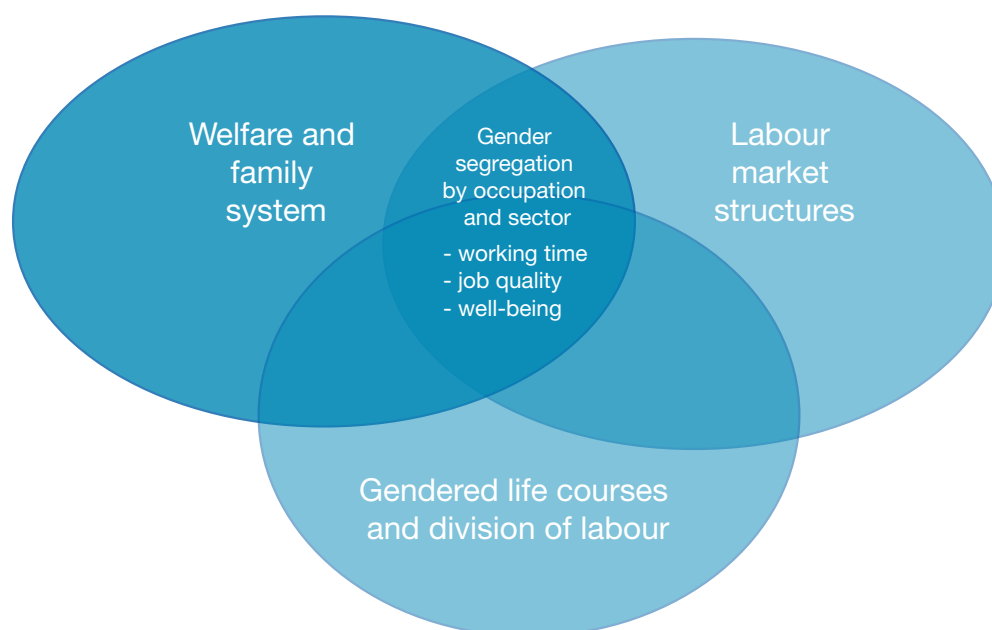 Welfare and
family
system
Gender
segregation
by occupation
and sector
- working time
- job quality
- well-being
Labour
market
structures
Gendered life courses
and division of labour